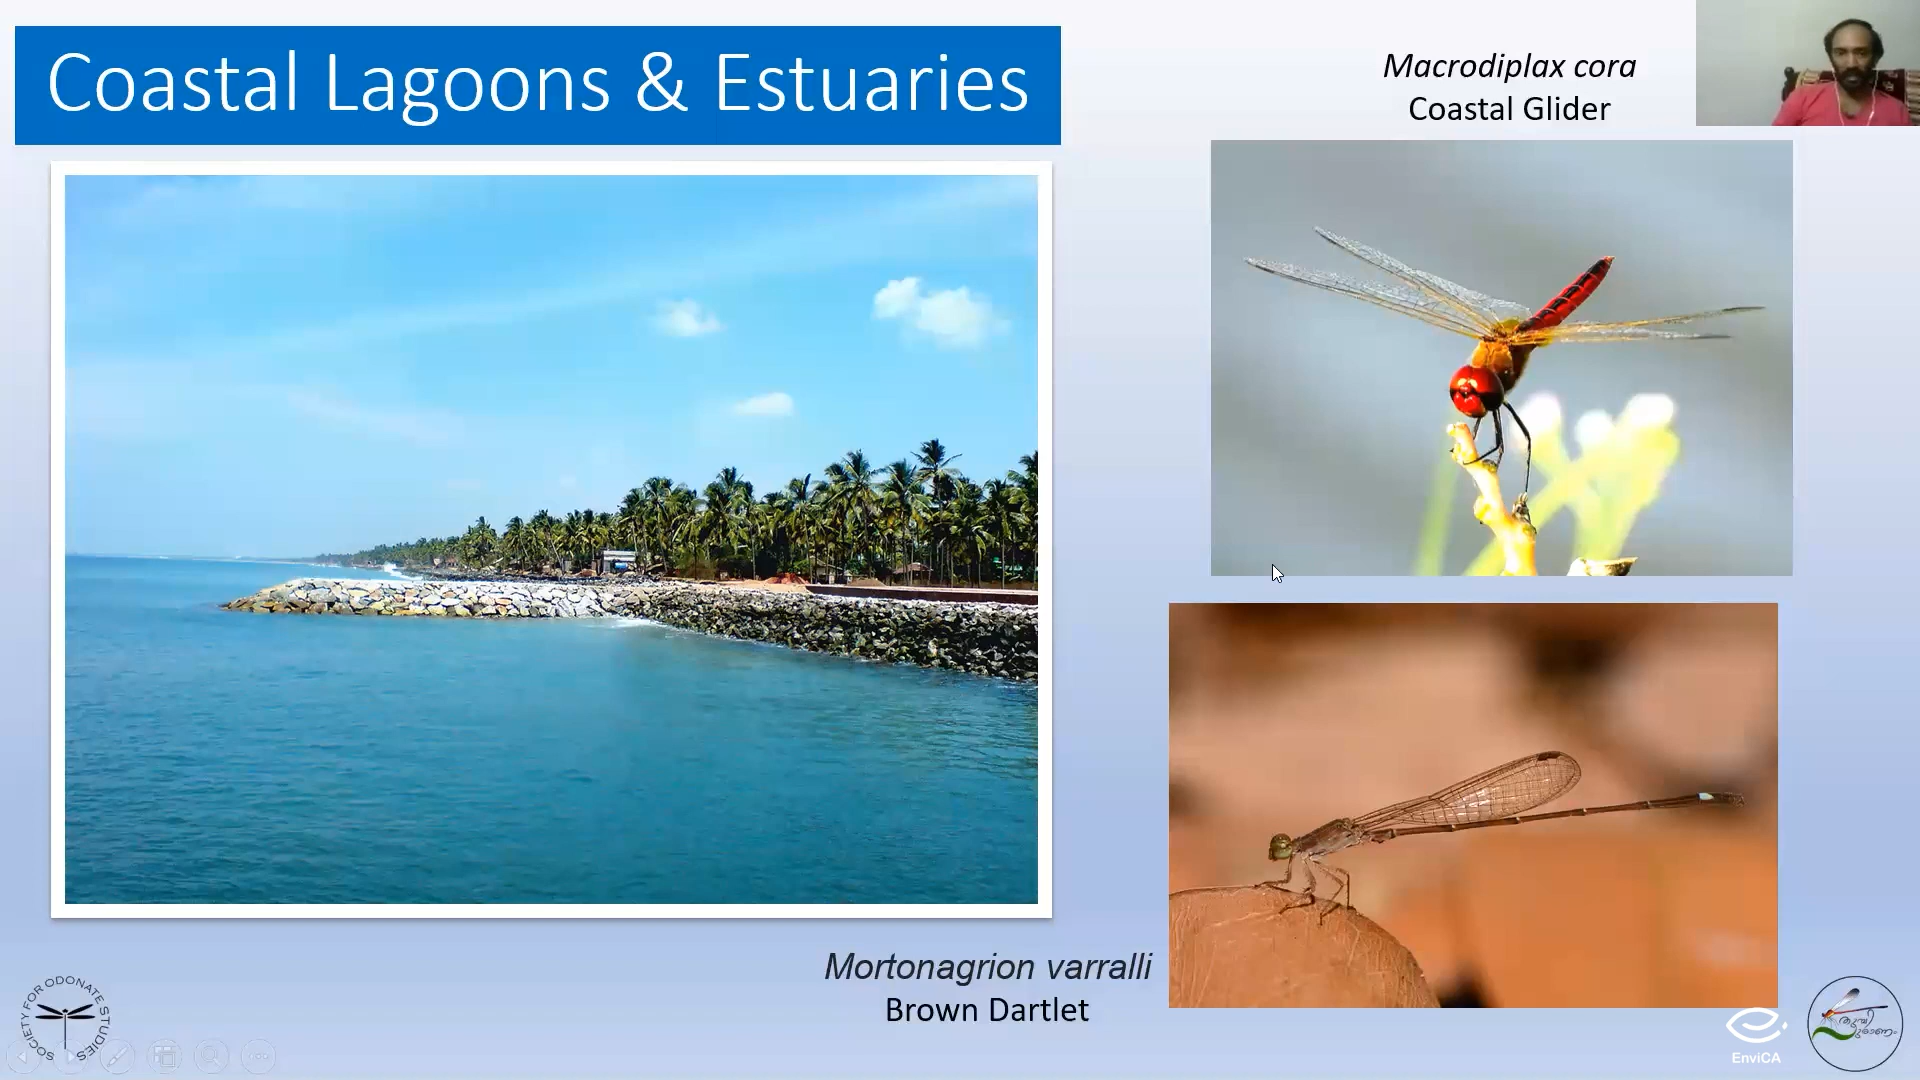 Coastal Lagoons & Estuaries
Macrodiplax cora
Coastal Glider
Mortonagrion varralli
Brown Dartlet
SOCIETY FOR ODONATE STUDIES
EnviCA